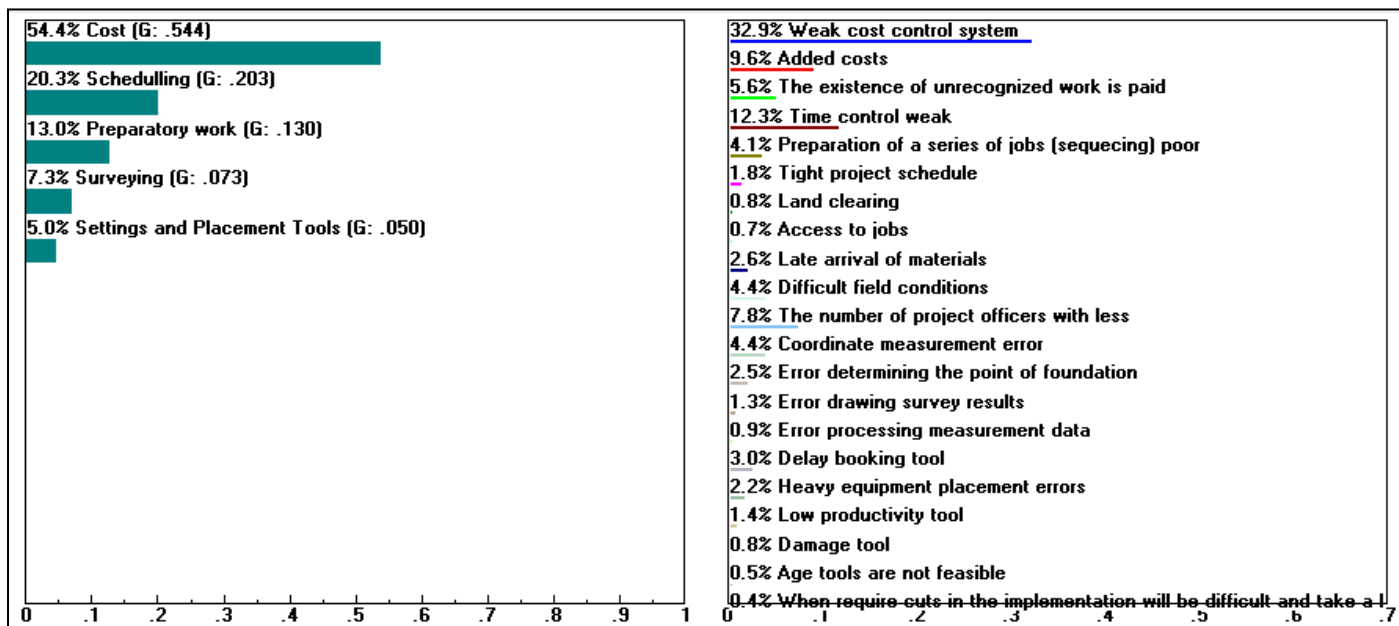 54.4% Cost (G: .544)
20.3% Schedulling (G: .203)
13.0% Preparatory work (G: .130)
7.3% Surveying (G: .073)
5.0% Settings and Placement Tools (G: .050)
0 .1 .2 .3 .4 .5 .6 .7 .8 .9 1
32.9% Weak cost control system
9.6% Added costs
5.6% The existence of unrecognized work is paid
12.3% Time control weak
4.1% Preparation of a series of jobs (sequecing) poor
1.8% Tight project schedule
0.8% Land clearing
0.7% Access to jobs
2.6% Late arrival of materials
4.4% Difficult field conditions
7.8% The number of project officers with less
4.4% Coordinate measurement error
2.5% Error determining the point of foundation
1.3% Error drawing survey results
0.9% Error processing measurement data
3.0% Delay booking tool
2.2% Heavy equipment placement errors
1.4% Low productivity tool
0.8% Damage tool
0.5% Age tools are not feasible
0.4% When require cuts in the implementation will be difficult and take a l
0 .1 .2 .3 .4 .5 .6 .7